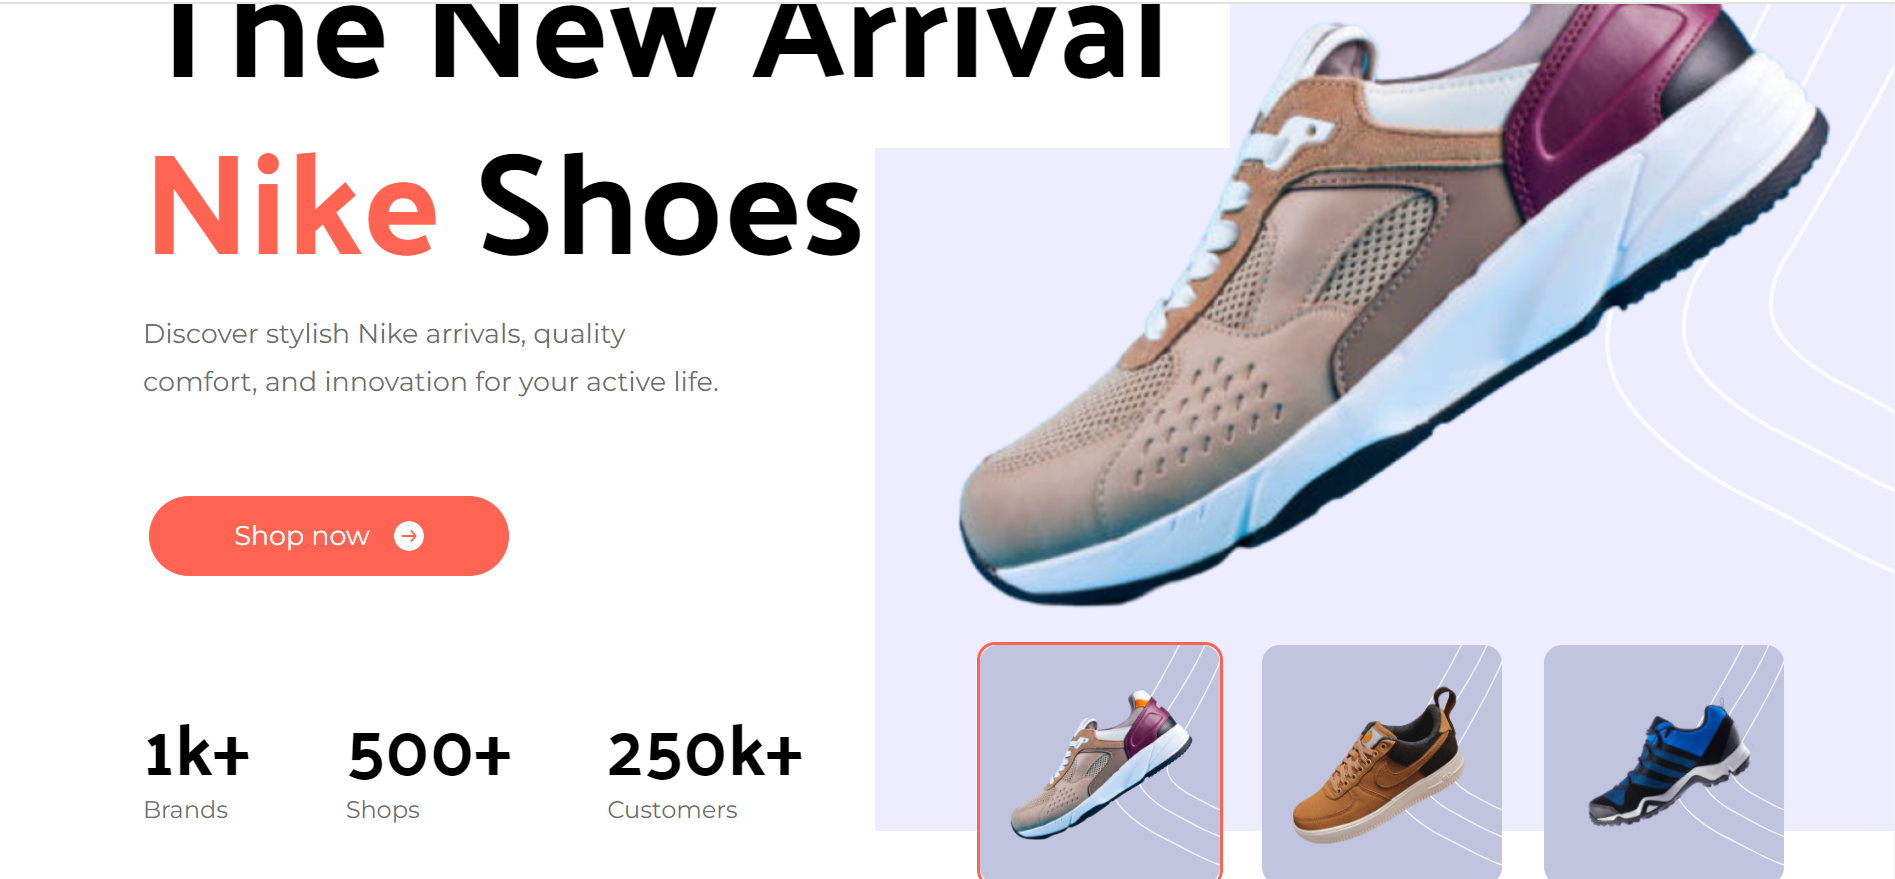 The New Arrival
Nike Shoes
Discover stylish Nike arrivals, quality
comfort, and innovation for your active life.
Shop now
1k+ 500+ 250k+
Brands Shops Customers